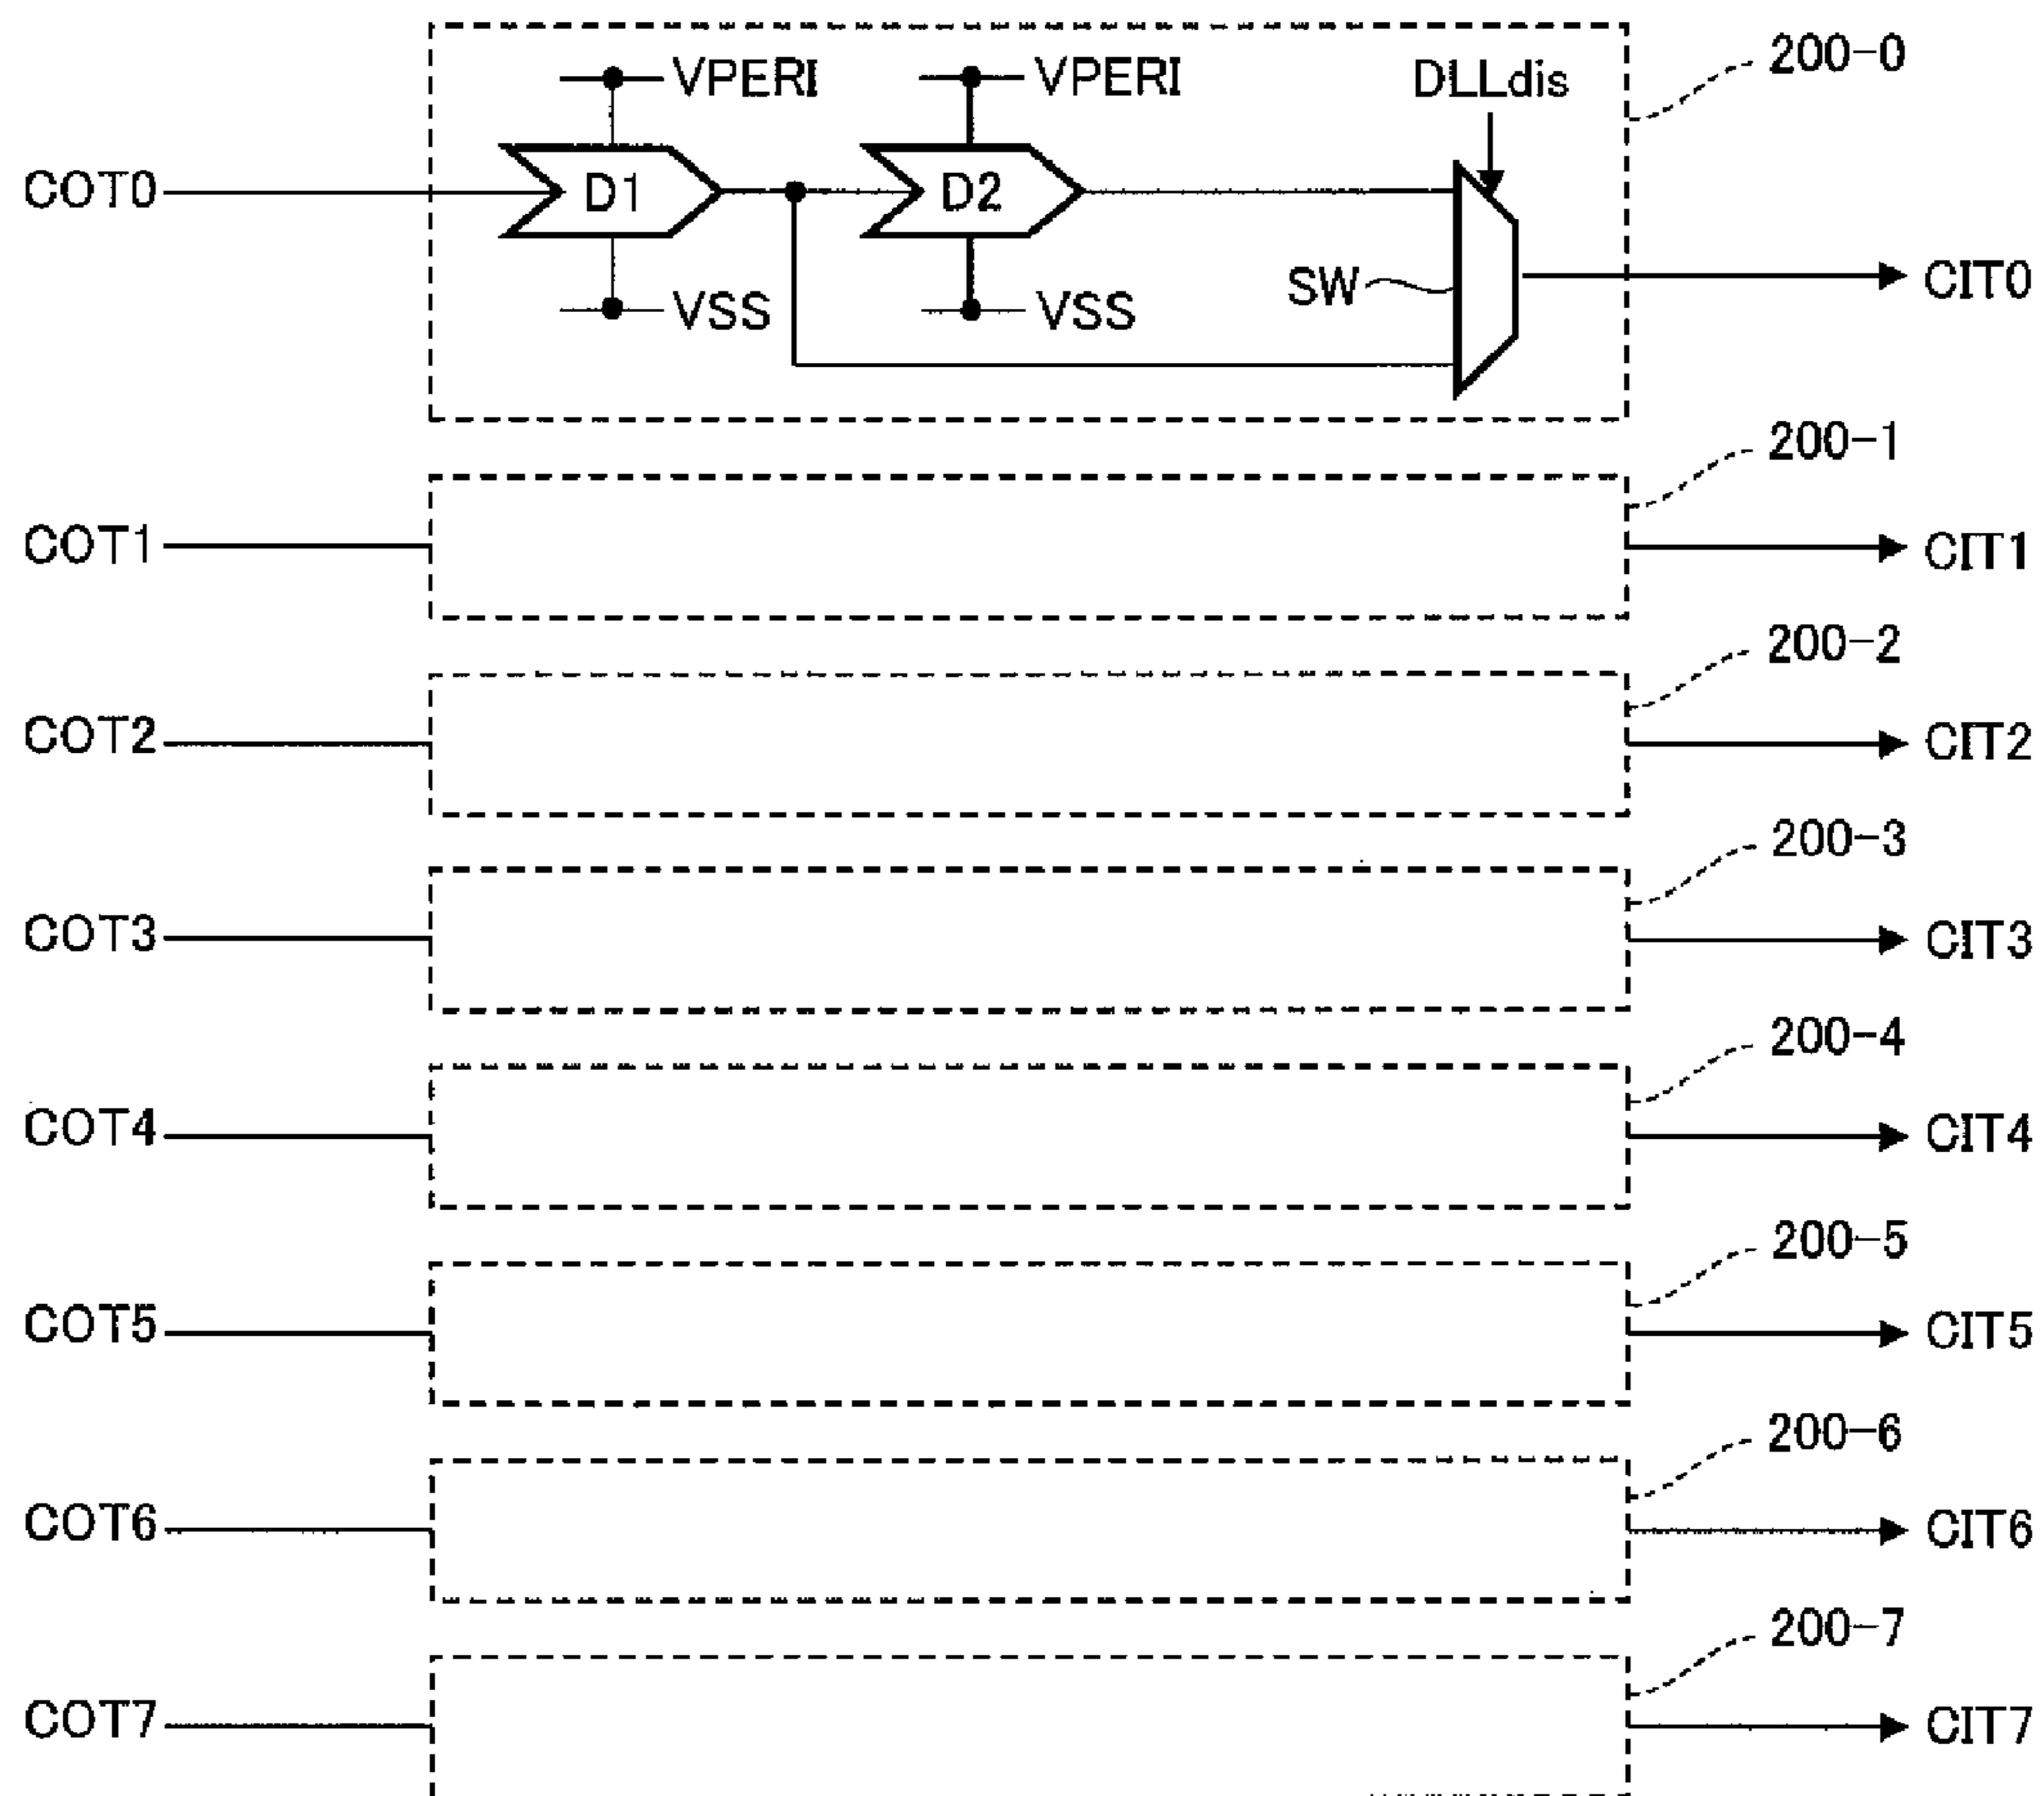 200-0
VPERI VPERI DLLdis
COT0 D1 D2
SW CIT0
VSS VSS
200-1
COT1 CIT1
200-2
COT2 CIT2
200-3
COT3 CIT3
200-4
COT4 CIT4
200-5
COT5 CIT5
200-6
COT6 CIT6
200-7
COT7 CIT7